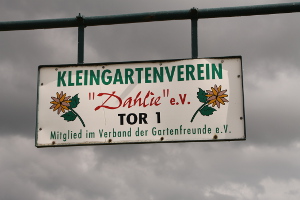 KLEINGARTENVEREIN
"Dahlie" e.V.
TOR 1
Mitglied im Verband der Gartenfreunde e.V.